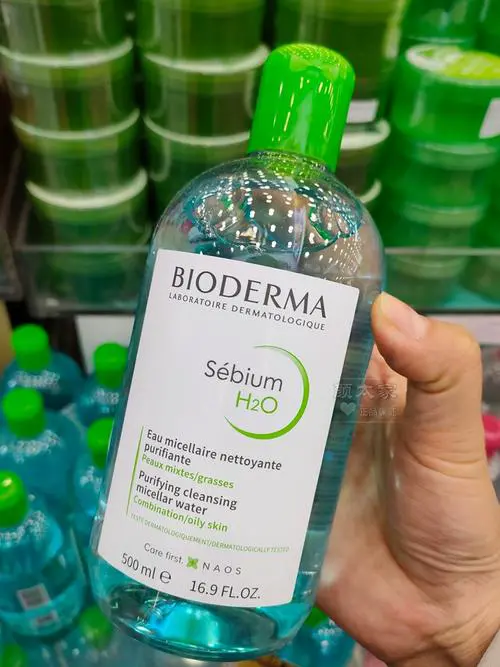 BIODERMA
LABORATOIRE DERMATOLOGIQUE
Sébium
H2O
Eau micellaire nettoyante
purifiante
Peaux mixtes/grasses
Purifying cleansing
micellar water
Combination/oily skin
TESTÉ DERMATOLOGIQUEMENT/DERMATOLOGICALLY TESTED
Care first. NAOS
500 ml e 16.9 FL.OZ.